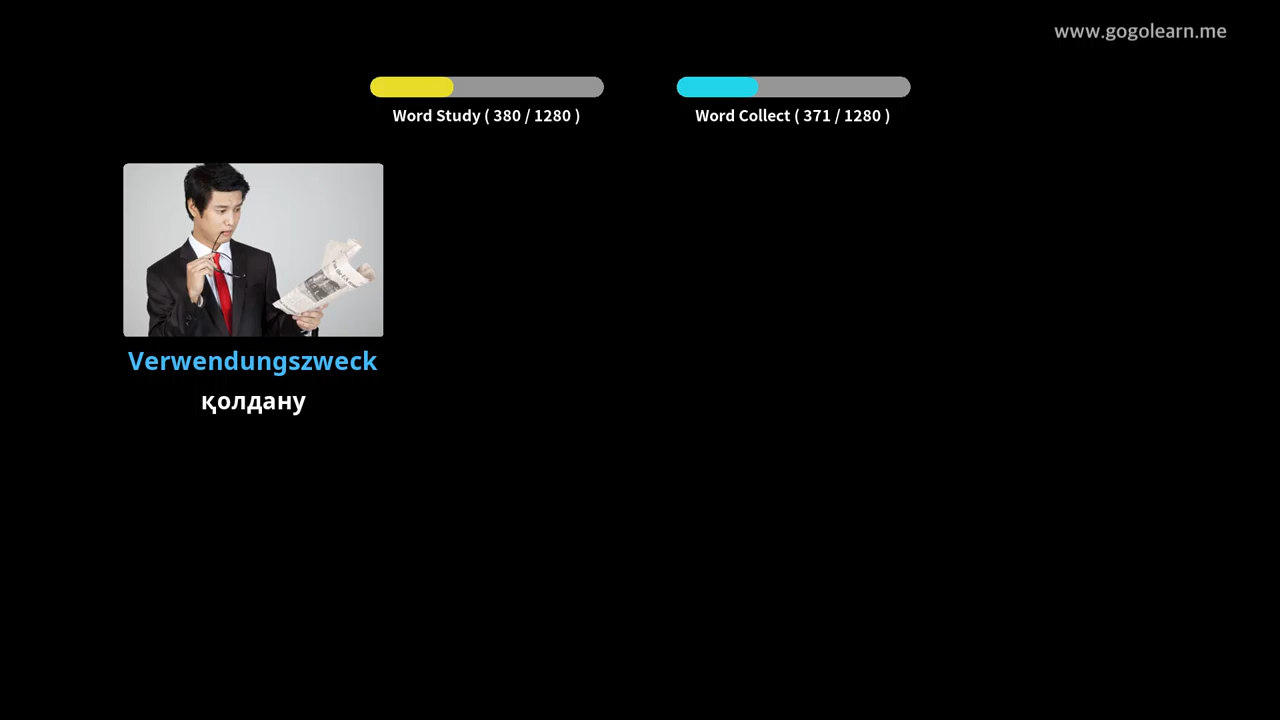 www.gogolearn.me
Word Study ( 380 / 1280 )
Word Collect ( 371 / 1280 )
Verwendungszweck
қолдану